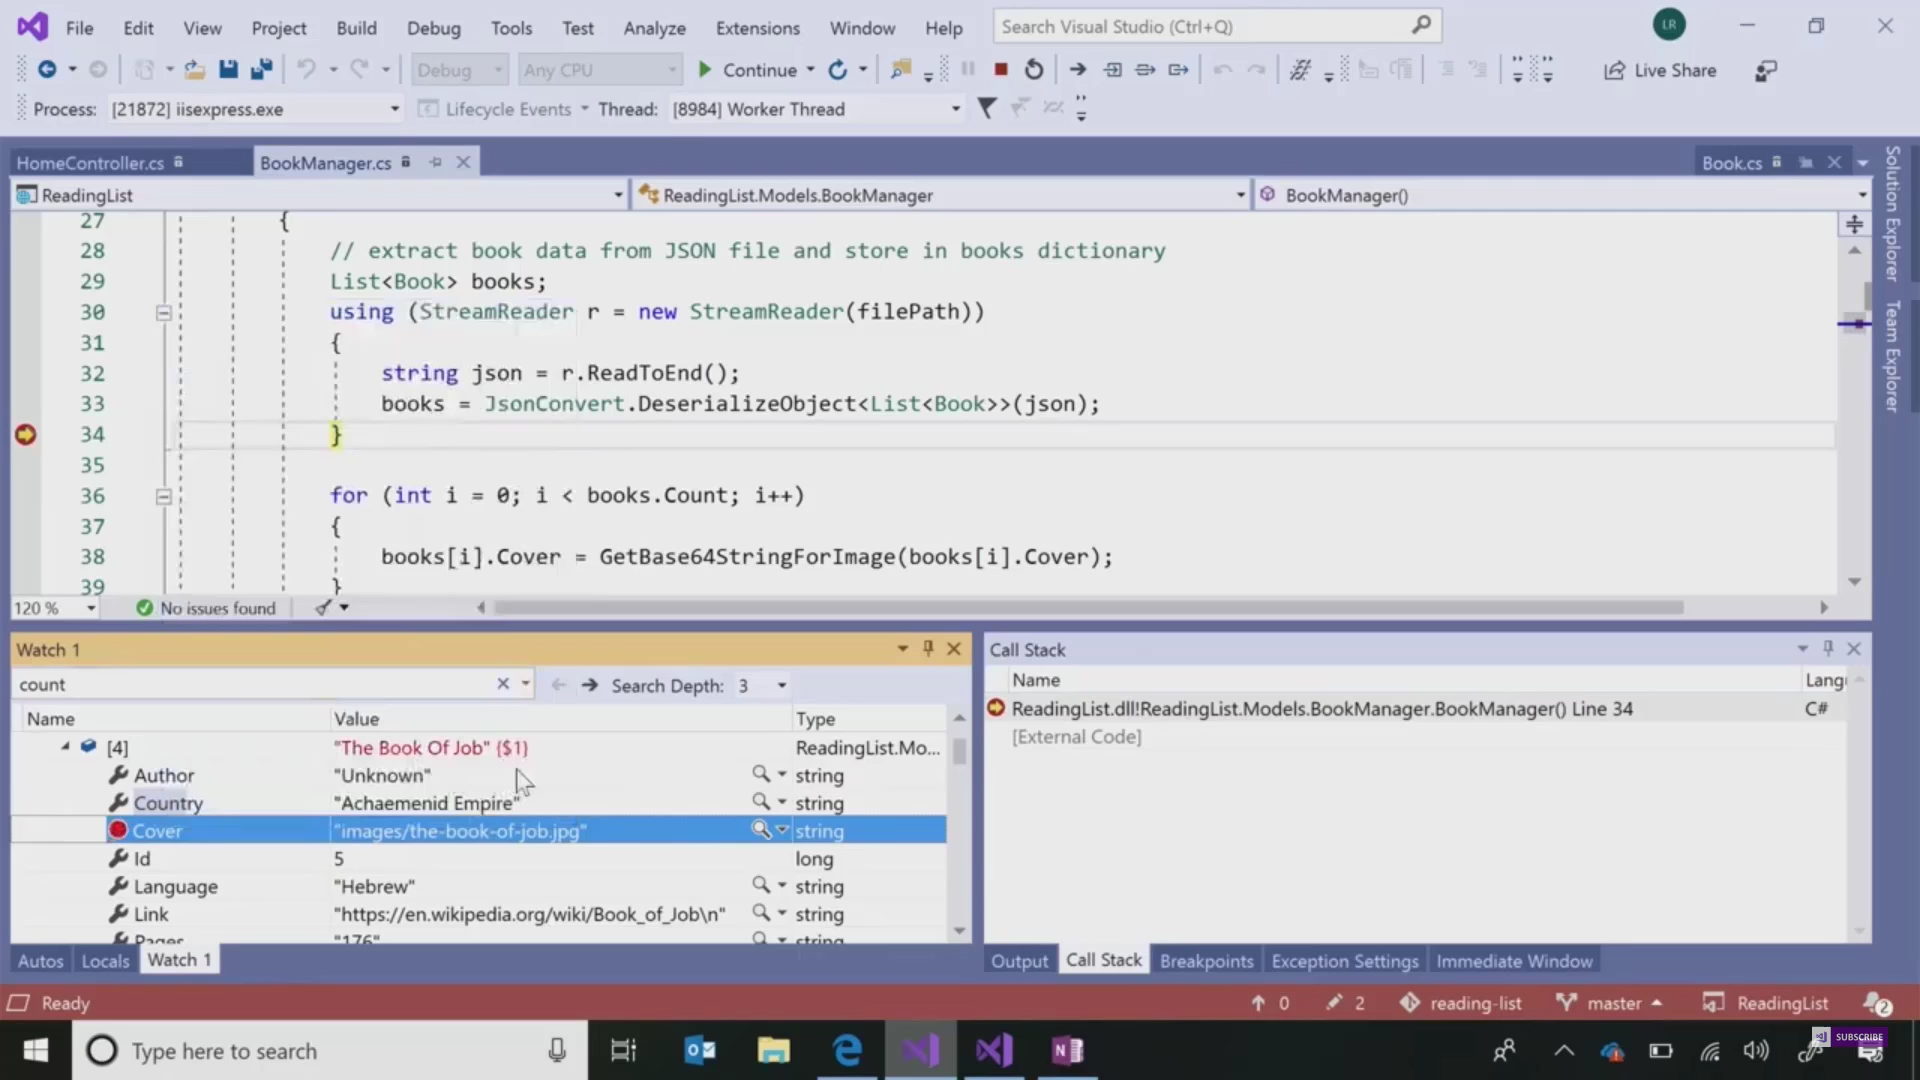 File Edit View Project Build Debug Tools Test Analyze Extensions Window Help Search Visual Studio (Ctrl+Q) LR
Debug Any CPU Continue Live Share
Process: [21872] iisexpress.exe Lifecycle Events Thread: [8984] Worker Thread
HomeController.cs BookManager.cs Book.cs
ReadingList ReadingList.Models.BookManager BookManager()
Solution Explorer
Team Explorer
27 {
28 // extract book data from JSON file and store in books dictionary
29 List<Book> books;
30 using (StreamReader r = new StreamReader(filePath))
31 {
32 string json = r.ReadToEnd();
33 books = JsonConvert.DeserializeObject<List<Book>>(json);
34 }
35
36 for (int i = 0; i < books.Count; i++)
37 {
38 books[i].Cover = GetBase64StringForImage(books[i].Cover);
39 }
120 % No issues found
Watch 1
count Search Depth: 3
Name Value Type
[4] "The Book Of Job" {$1} ReadingList.Mo...
Author "Unknown" string
Country "Achaemenid Empire" string
Cover "images/the-book-of-job.jpg" string
Id 5 long
Language "Hebrew" string
Link "https://en.wikipedia.org/wiki/Book_of_Job\n" string
Pages "176" string
Autos Locals Watch 1
Call Stack
Name Lang
ReadingList.dll!ReadingList.Models.BookManager.BookManager() Line 34 C#
[External Code]
Output Call Stack Breakpoints Exception Settings Immediate Window
Ready 0 2 reading-list master ReadingList 2
Type here to search
SUBSCRIBE